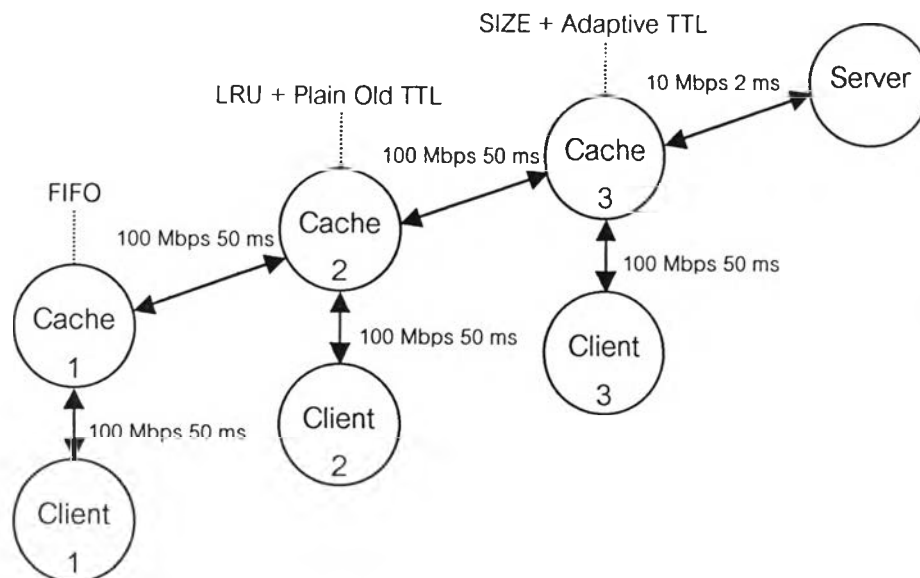 SIZE + Adaptive TTL
10 Mbps 2 ms
Server
LRU + Plain Old TTL
100 Mbps 50 ms
Cache
3
FIFO
100 Mbps 50 ms
Cache
2
100 Mbps 50 ms
Cache
1
100 Mbps 50 ms
Client
3
100 Mbps 50 ms
Client
2
Client
1